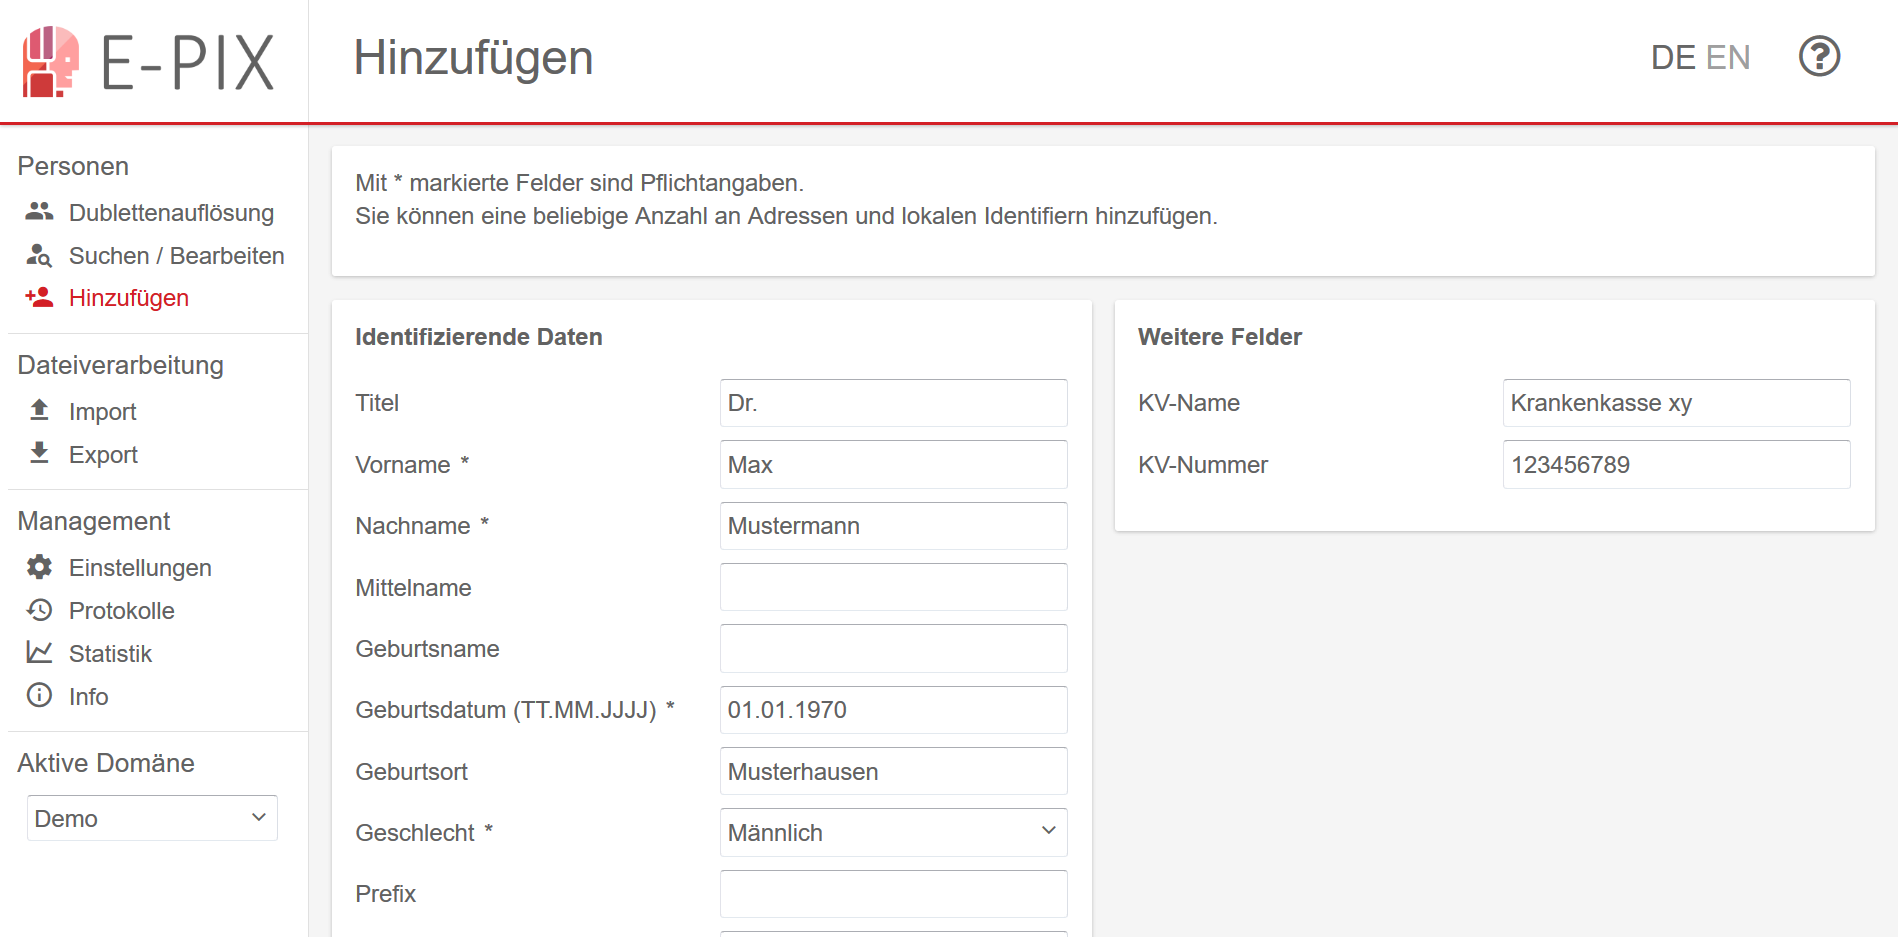 E-PIX
Hinzufügen
DE EN
Personen
Dublettenauflösung
Suchen / Bearbeiten
Hinzufügen
Dateiverarbeitung
Import
Export
Management
Einstellungen
Protokolle
Statistik
Info
Aktive Domäne
Demo
Mit * markierte Felder sind Pflichtangaben.
Sie können eine beliebige Anzahl an Adressen und lokalen Identifiern hinzufügen.
Identifizierende Daten
Titel Dr.
Vorname * Max
Nachname * Mustermann
Mittelname
Geburtsname
Geburtsdatum (TT.MM.JJJJ) * 01.01.1970
Geburtsort Musterhausen
Geschlecht * Männlich
Prefix
Weitere Felder
KV-Name Krankenkasse xy
KV-Nummer 123456789